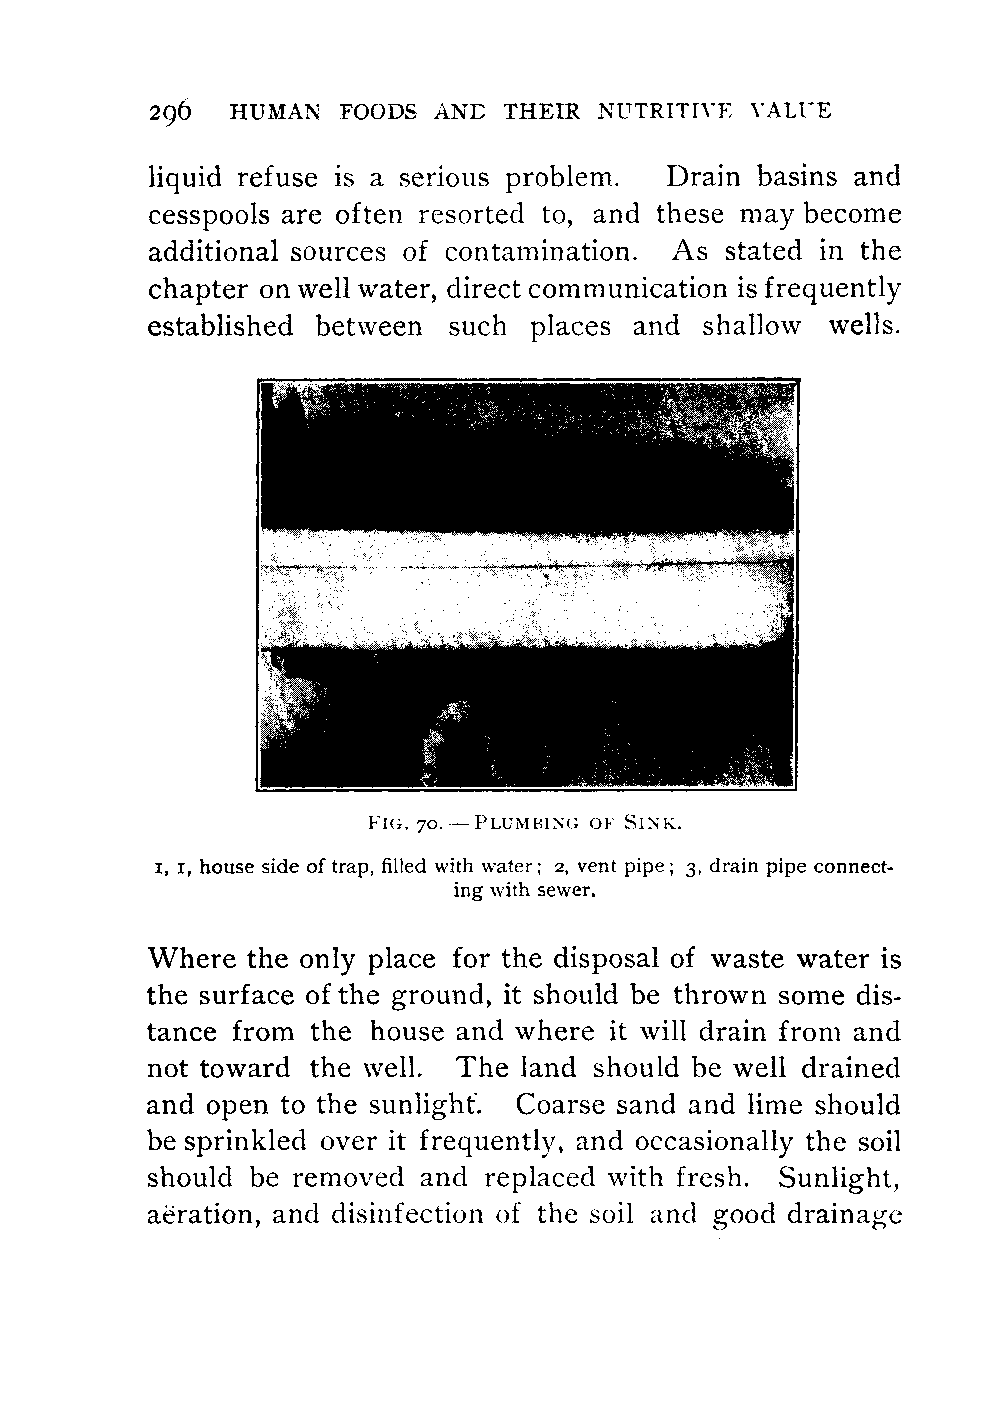 296 HUMAN FOODS AND THEIR NUTRITIVE VALUE
liquid refuse is a serious problem. Drain basins and
cesspools are often resorted to, and these may become
additional sources of contamination. As stated in the
chapter on well water, direct communication is frequently
established between such places and shallow wells.
FIG. 70. — PLUMBING OF SINK.
1, 1, house side of trap, filled with water; 2, vent pipe; 3, drain pipe connect-
ing with sewer.
Where the only place for the disposal of waste water is
the surface of the ground, it should be thrown some dis-
tance from the house and where it will drain from and
not toward the well. The land should be well drained
and open to the sunlight. Coarse sand and lime should
be sprinkled over it frequently, and occasionally the soil
should be removed and replaced with fresh. Sunlight,
aëration, and disinfection of the soil and good drainage